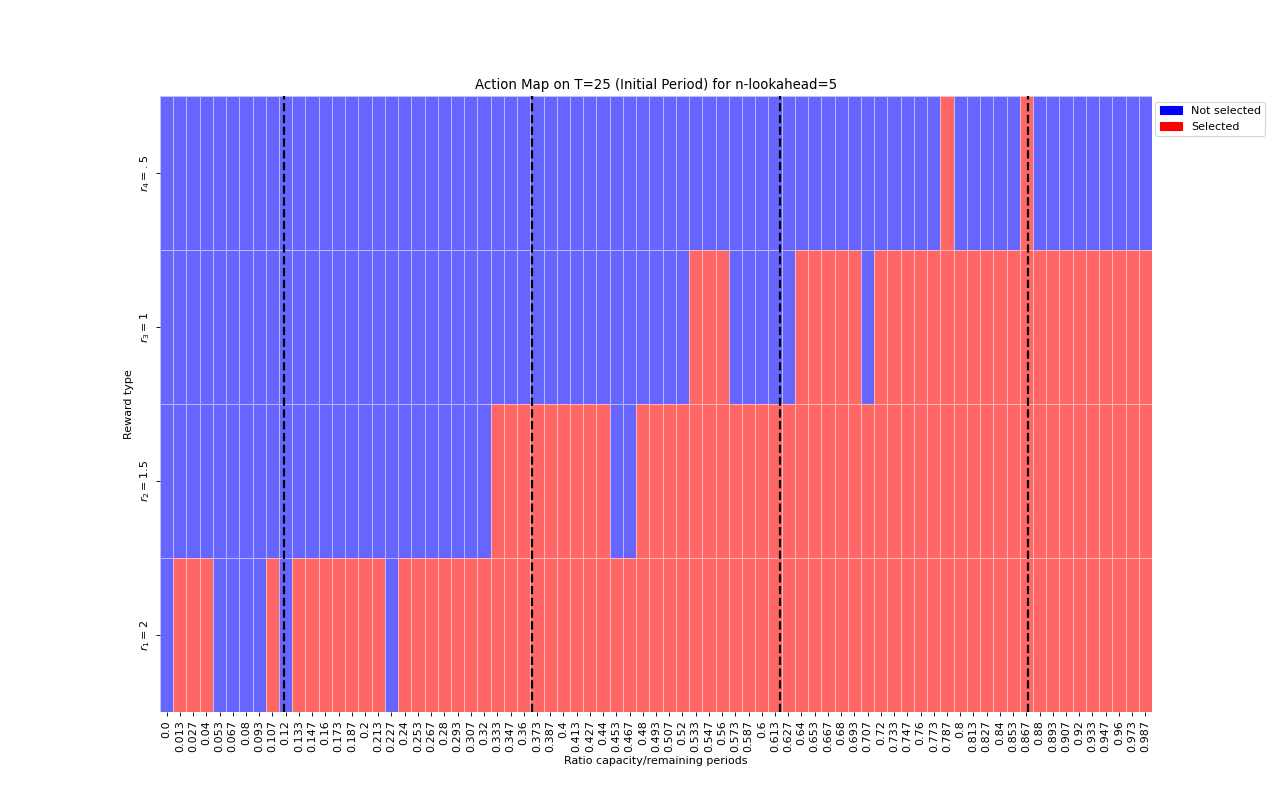 Action Map on T=25 (Initial Period) for n-lookahead=5
Not selected
Selected
Reward type
r₄ = .5
r₃ = 1
r₂ = 1.5
r₁ = 2
0.0 0.013 0.027 0.04 0.053 0.067 0.08 0.093 0.107 0.12 0.133 0.147 0.16 0.173 0.187 0.2 0.213 0.227 0.24 0.253 0.267 0.28 0.293 0.307 0.32 0.333 0.347 0.36 0.373 0.387 0.4 0.413 0.427 0.44 0.453 0.467 0.48 0.493 0.507 0.52 0.533 0.547 0.56 0.573 0.587 0.6 0.613 0.627 0.64 0.653 0.667 0.68 0.693 0.707 0.72 0.733 0.747 0.76 0.773 0.787 0.8 0.813 0.827 0.84 0.853 0.867 0.88 0.893 0.907 0.92 0.933 0.947 0.96 0.973 0.987
Ratio capacity/remaining periods